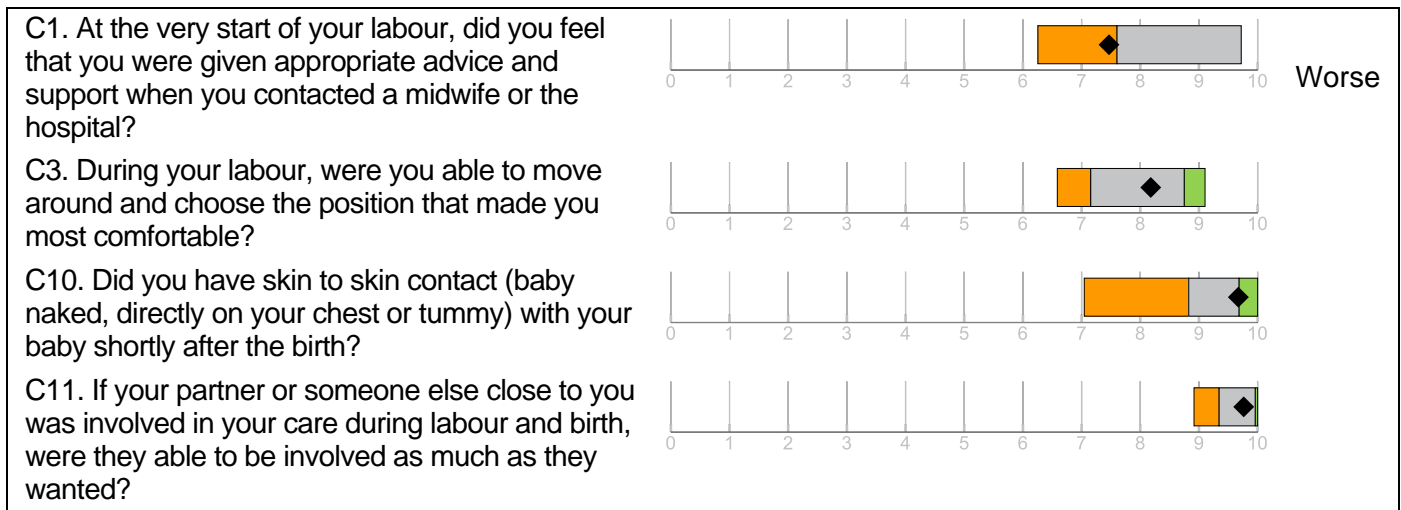 C1. At the very start of your labour, did you feel
that you were given appropriate advice and
support when you contacted a midwife or the
hospital?
0 1 2 3 4 5 6 7 8 9 10
Worse
C3. During your labour, were you able to move
around and choose the position that made you
most comfortable?
0 1 2 3 4 5 6 7 8 9 10
C10. Did you have skin to skin contact (baby
naked, directly on your chest or tummy) with your
baby shortly after the birth?
0 1 2 3 4 5 6 7 8 9 10
C11. If your partner or someone else close to you
was involved in your care during labour and birth,
were they able to be involved as much as they
wanted?
0 1 2 3 4 5 6 7 8 9 10